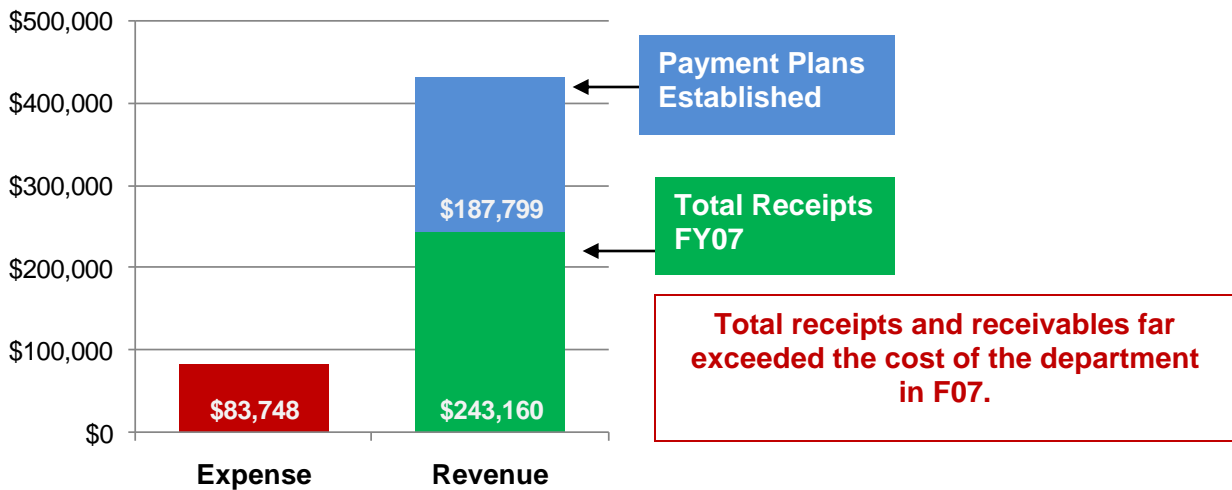 $500,000
$400,000
$300,000
$200,000
$100,000
$0
$187,799
$243,160
$83,748
Expense
Revenue
Payment Plans
Established
Total Receipts
FY07
Total receipts and receivables far
exceeded the cost of the department
in F07.